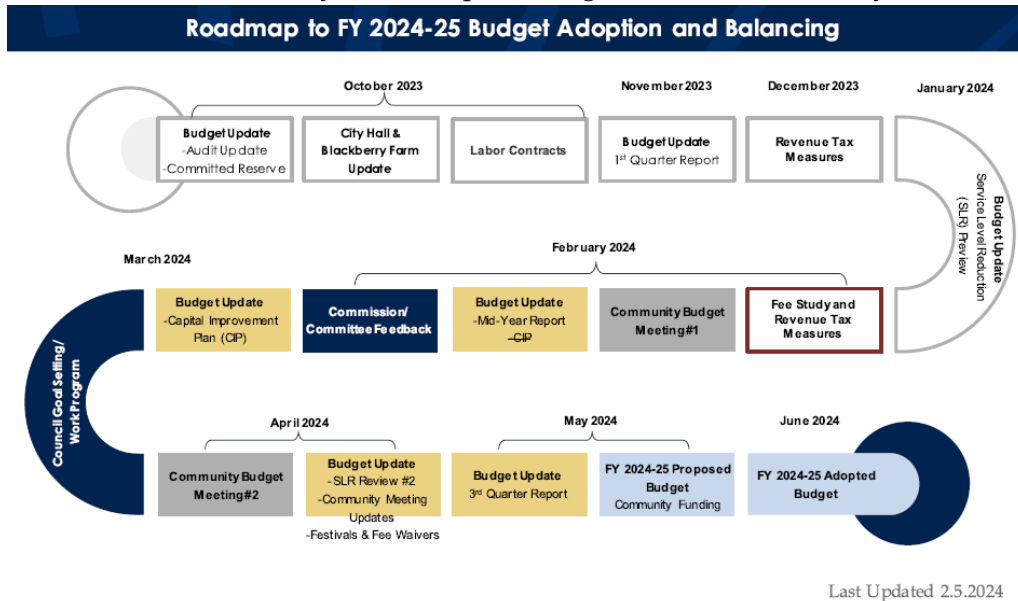 Roadmap to FY 2024-25 Budget Adoption and Balancing
October 2023
November 2023
December 2023
January 2024
Budget Update
-Audit Update
-Committed Reserve
City Hall &
Blackberry Farm
Update
Labor Contracts
Budget Update
1st Quarter Report
Revenue Tax
Measures
Budget Update
Service Level Reduction
(SLR) Preview
February 2024
March 2024
Fee Study and
Revenue Tax
Measures
Community Budget
Meeting#1
Budget Update
-Mid-Year Report
-CIP
Commission/
Committee Feedback
Budget Update
-Capital Improvement
Plan (CIP)
Council Goal Setting/
Work Program
April 2024
May 2024
June 2024
Community Budget
Meeting#2
Budget Update
-SLR Review #2
-Community Meeting
Updates
-Festivals & Fee Waivers
Budget Update
3rd Quarter Report
FY 2024-25 Proposed
Budget
Community Funding
FY 2024-25 Adopted
Budget
Last Updated 2.5.2024